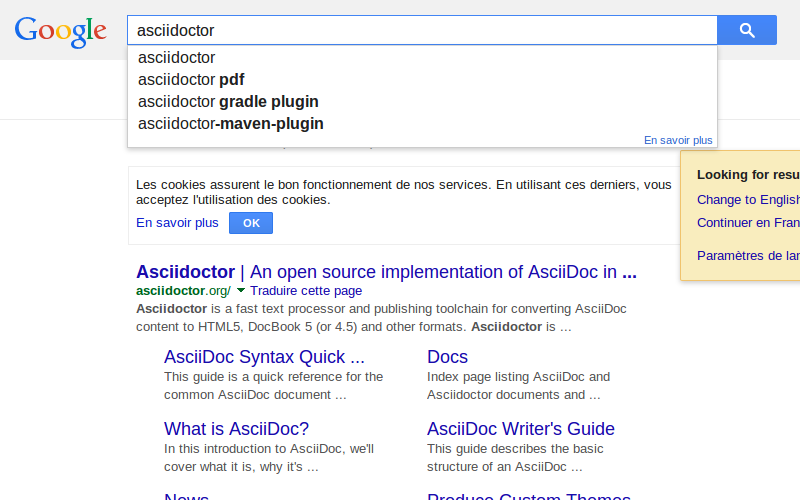 Google
asciidoctor
asciidoctor
asciidoctor pdf
asciidoctor gradle plugin
asciidoctor-maven-plugin
En savoir plus
Looking for resu
Change to English
Continuer en Fran
Paramètres de lan
Les cookies assurent le bon fonctionnement de nos services. En utilisant ces derniers, vous
acceptez l'utilisation des cookies.
En savoir plus OK
Asciidoctor | An open source implementation of AsciiDoc in ...
asciidoctor.org/ Traduire cette page
Asciidoctor is a fast text processor and publishing toolchain for converting AsciiDoc
content to HTML5, DocBook 5 (or 4.5) and other formats. Asciidoctor is ...
AsciiDoc Syntax Quick ...
This guide is a quick reference for the
common AsciiDoc document ...
Docs
Index page listing AsciiDoc and
Asciidoctor documents and ...
What is AsciiDoc?
In this introduction to AsciiDoc, we'll
cover what it is, why it's ...
AsciiDoc Writer's Guide
This guide describes the basic
structure of an AsciiDoc ...
News
Produce Custom Themes